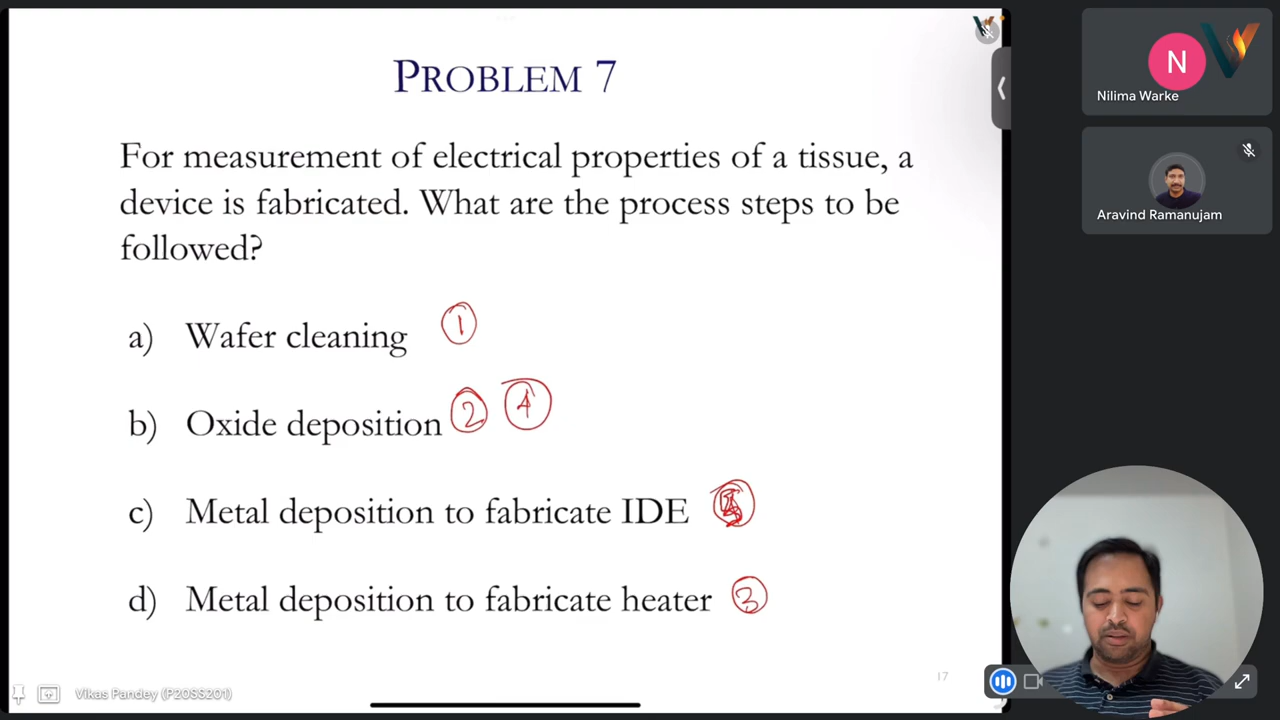 PROBLEM 7
For measurement of electrical properties of a tissue, a
device is fabricated. What are the process steps to be
followed?
a) Wafer cleaning 1
b) Oxide deposition 2 4
c) Metal deposition to fabricate IDE
d) Metal deposition to fabricate heater 3
17
Vikas Pandey (P20SS201)
N
Nilima Warke
Aravind Ramanujam